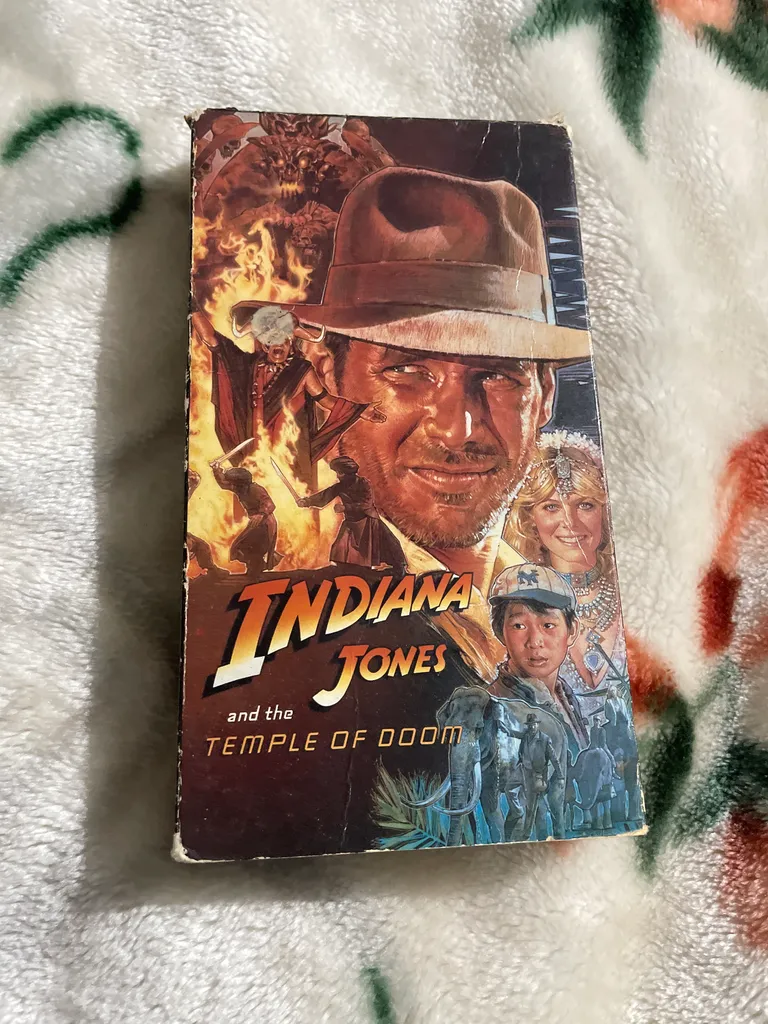 INDIANA
JONES
and the
TEMPLE OF DOOM